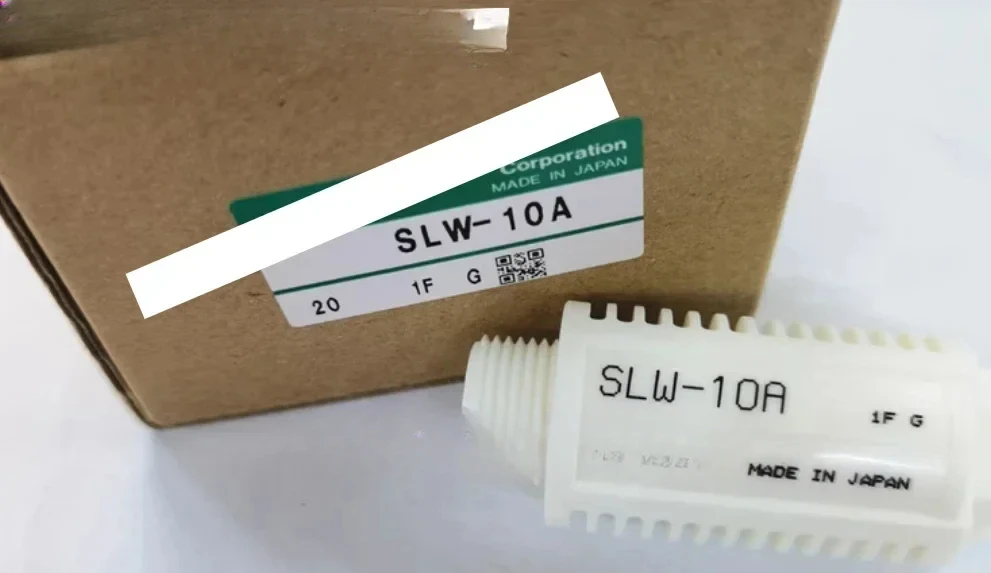 Corporation
MADE IN JAPAN
SLW-10A
20 1F G
SLW-10A
1F G
MADE IN JAPAN